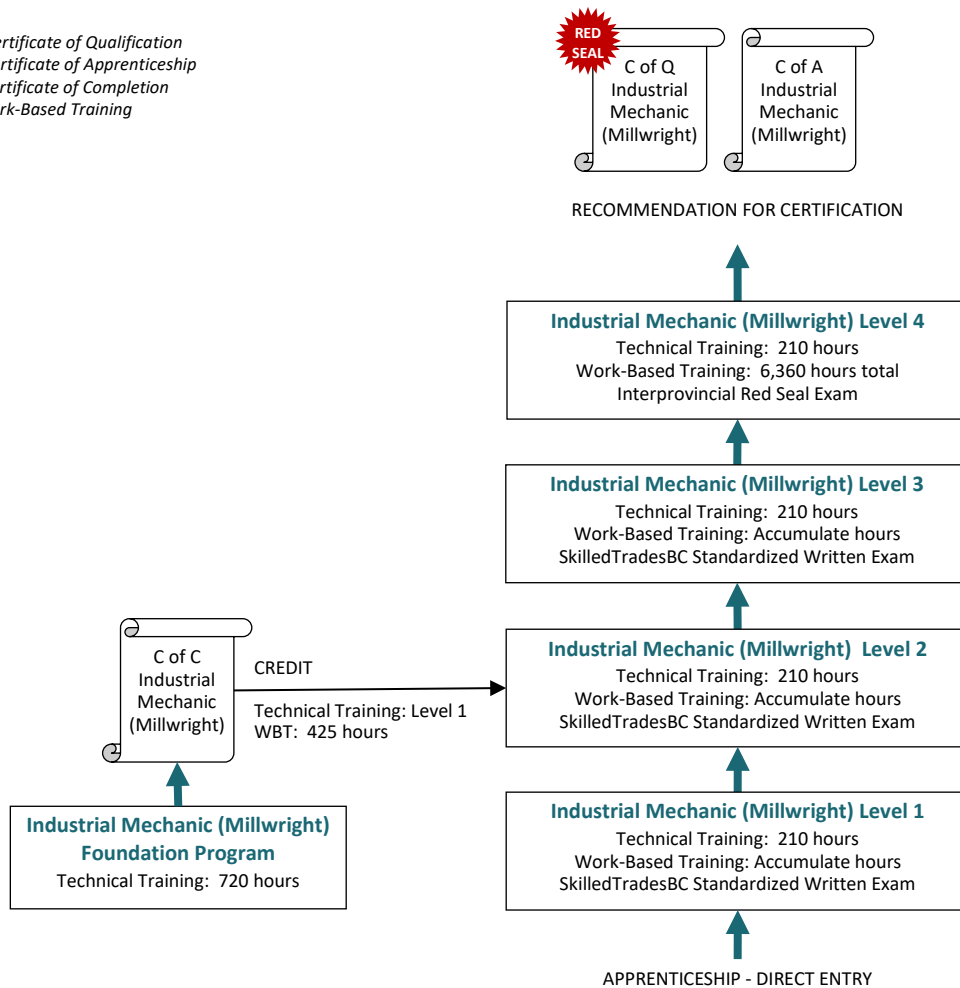 ertificate of Qualification
rtificate of Apprenticeship
rtificate of Completion
rk-Based Training
RED
SEAL
C of Q
Industrial
Mechanic
(Millwright)
C of A
Industrial
Mechanic
(Millwright)
RECOMMENDATION FOR CERTIFICATION
Industrial Mechanic (Millwright) Level 4
Technical Training: 210 hours
Work-Based Training: 6,360 hours total
Interprovincial Red Seal Exam
Industrial Mechanic (Millwright) Level 3
Technical Training: 210 hours
Work-Based Training: Accumulate hours
SkilledTradesBC Standardized Written Exam
C of C
Industrial
Mechanic
(Millwright)
CREDIT
Technical Training: Level 1
WBT: 425 hours
Industrial Mechanic (Millwright) Level 2
Technical Training: 210 hours
Work-Based Training: Accumulate hours
SkilledTradesBC Standardized Written Exam
Industrial Mechanic (Millwright)
Foundation Program
Technical Training: 720 hours
Industrial Mechanic (Millwright) Level 1
Technical Training: 210 hours
Work-Based Training: Accumulate hours
SkilledTradesBC Standardized Written Exam
APPRENTICESHIP - DIRECT ENTRY